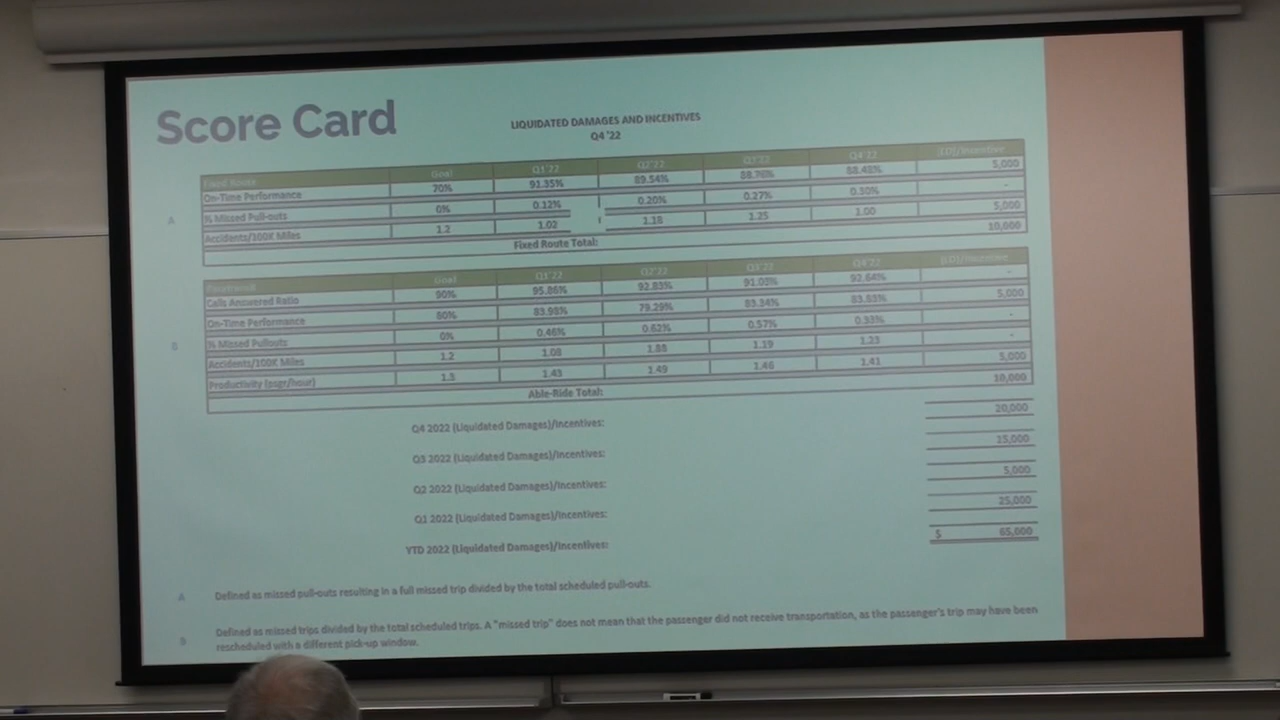 Score Card
LIQUIDATED DAMAGES AND INCENTIVES
Q4 '22
Fixed Route Goal Q1'22 Q2'22 Q3'22 Q4'22 (LD)/Incentive
On-Time Performance 70% 91.35% 89.54% 88.76% 88.48% 5,000
A % Missed Pull-outs 0% 0.12% 0.20% 0.27% 0.30% -
Accidents/100K Miles 1.2 1.02 1.18 1.25 1.00 5,000
Fixed Route Total: 10,000
Goal Q1'22 Q2'22 Q3'22 Q4'22 (LD)/Incentive
Calls Answered Ratio 90% 95.86% 92.83% 91.03% 92.64% -
On-Time Performance 80% 83.98% 79.29% 83.34% 83.83% 5,000
B % Missed Pullouts 0% 0.46% 0.62% 0.57% 0.33% -
Accidents/100K Miles 1.2 1.08 1.19 1.23 -
Productivity (psgr/hour) 1.3 1.43 1.49 1.46 1.41 5,000
Able-Ride Total: 10,000
Q4 2022 (Liquidated Damages)/Incentives: 20,000
Q3 2022 (Liquidated Damages)/Incentives: 15,000
Q2 2022 (Liquidated Damages)/Incentives: 5,000
Q1 2022 (Liquidated Damages)/Incentives: 25,000
YTD 2022 (Liquidated Damages)/Incentives: $ 65,000
A Defined as missed pull-outs resulting in a full missed trip divided by the total scheduled pull-outs.
B Defined as missed trips divided by the total scheduled trips. A "missed trip" does not mean that the passenger did not receive transportation, as the passenger's trip may have been
rescheduled with a different pick-up window.